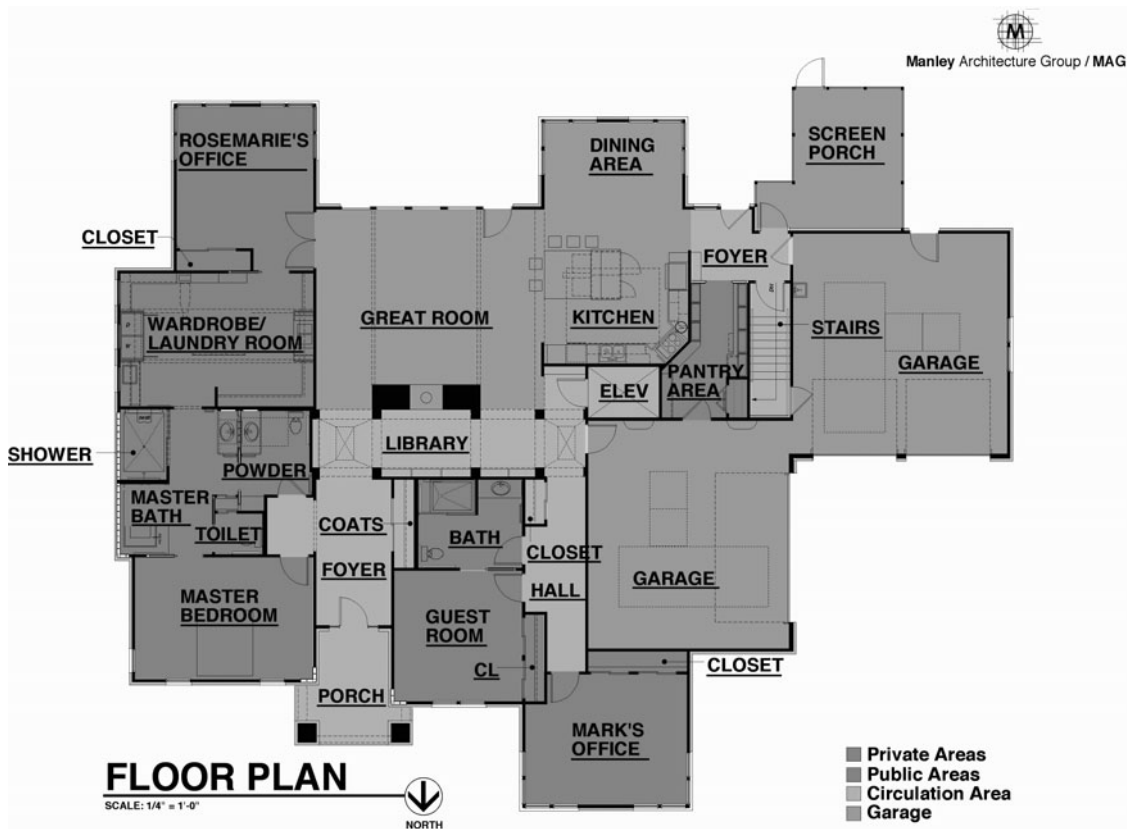 M
Manley Architecture Group / MAG
ROSEMARIE'S
OFFICE
DINING
AREA
SCREEN
PORCH
CLOSET
FOYER
WARDROBE/
LAUNDRY ROOM
GREAT ROOM
KITCHEN
STAIRS
GARAGE
PANTRY
AREA
ELEV
LIBRARY
SHOWER
POWDER
MASTER
BATH
TOILET
COATS
BATH
CLOSET
FOYER
HALL
GARAGE
MASTER
BEDROOM
GUEST
ROOM
CL
CLOSET
PORCH
MARK'S
OFFICE
FLOOR PLAN
SCALE: 1/4" = 1'-0"
NORTH
Private Areas
Public Areas
Circulation Area
Garage